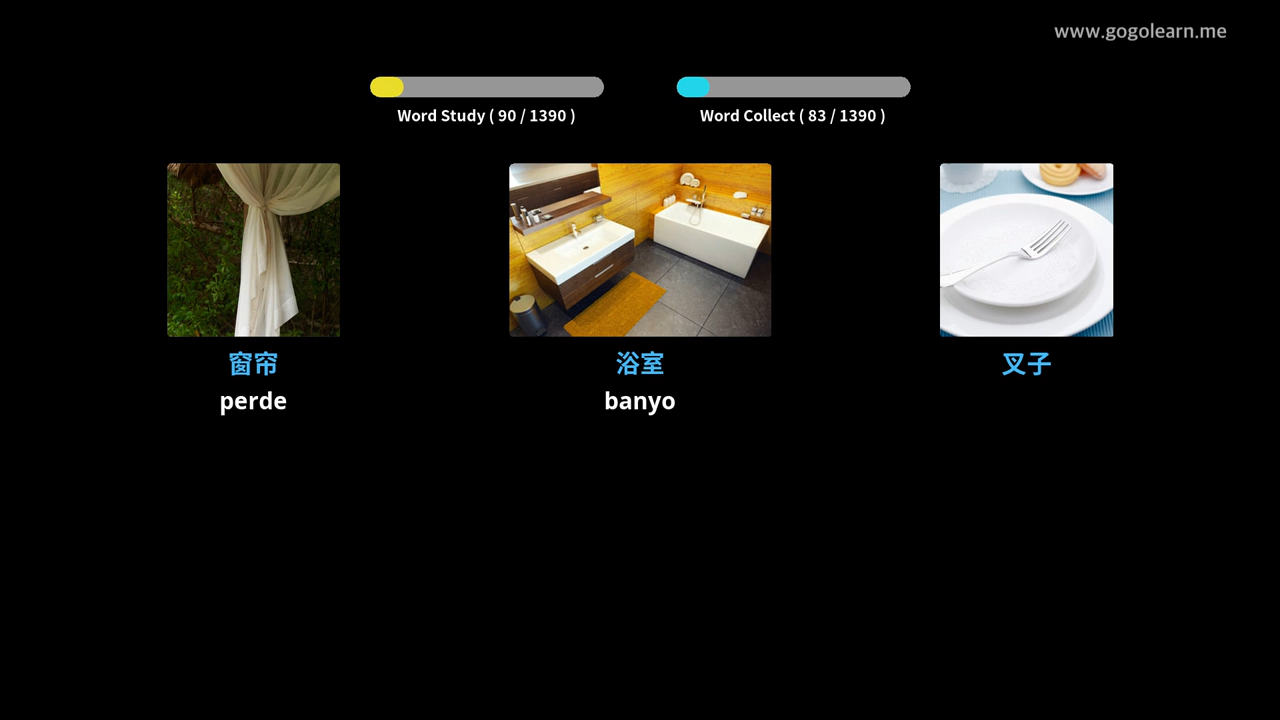 www.gogolearn.me
Word Study ( 90 / 1390 )
Word Collect ( 83 / 1390 )
窗帘
浴室
叉子
perde
banyo